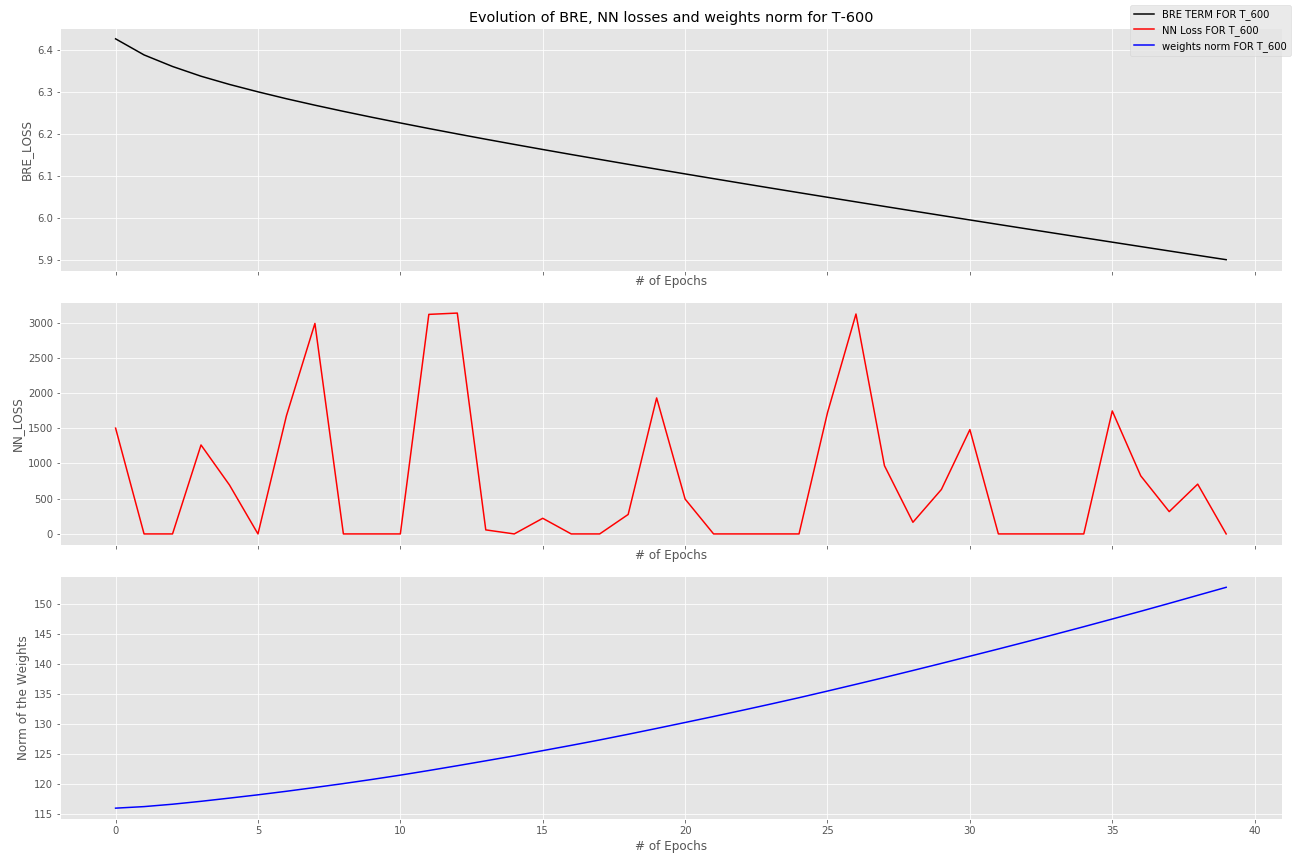 Evolution of BRE, NN losses and weights norm for T-600
BRE TERM FOR T_600
NN Loss FOR T_600
weights norm FOR T_600
BRE_LOSS
6.4
6.3
6.2
6.1
6.0
5.9
# of Epochs
NN_LOSS
3000
2500
2000
1500
1000
500
0
# of Epochs
Norm of the Weights
150
145
140
135
130
125
120
115
0 5 10 15 20 25 30 35 40
# of Epochs